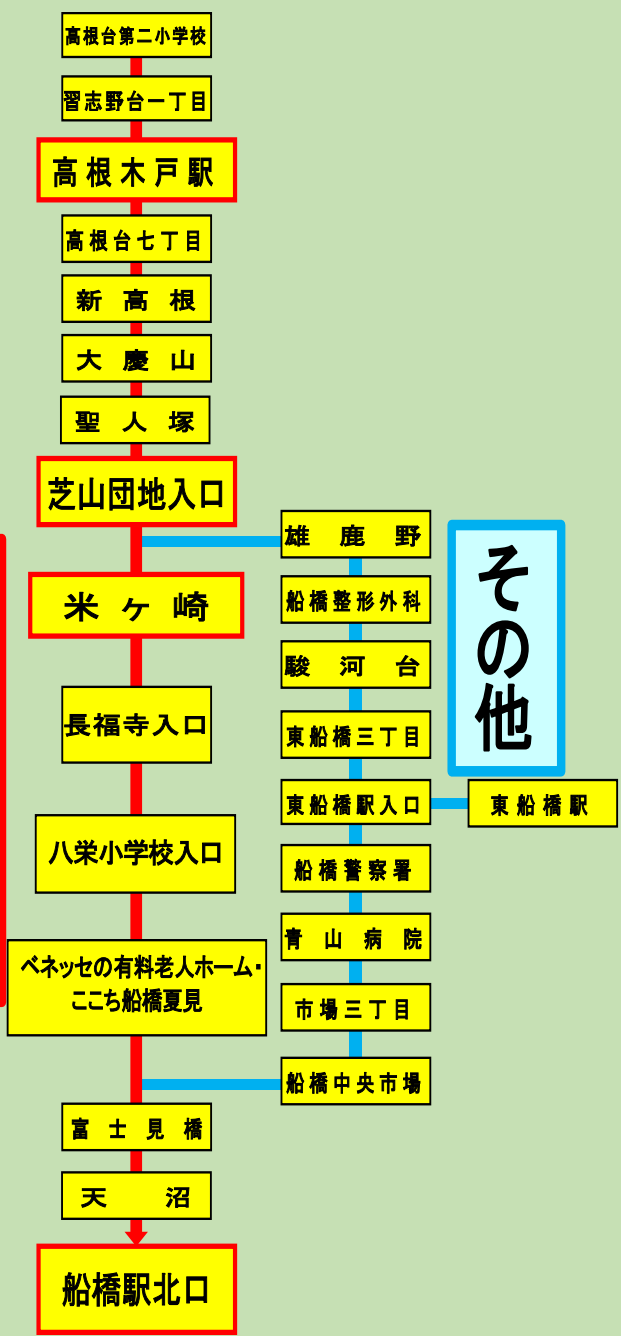 高根台第二小学校
習志野台一丁目
高根木戸駅
高根台七丁目
新高根
大慶山
聖人塚
芝山団地入口
米ヶ崎
長福寺入口
八栄小学校入口
ベネッセの有料老人ホーム・
ここち船橋夏見
富士見橋
天沼
船橋駅北口
雄鹿野
船橋整形外科
駿河台
東船橋三丁目
東船橋駅入口
東船橋駅
船橋警察署
青山病院
市場三丁目
船橋中央市場
その他